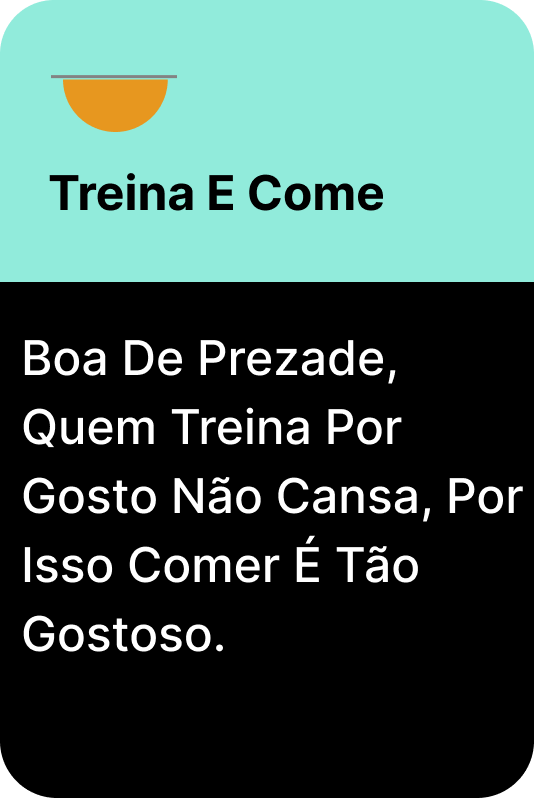 Treina E Come
Boa De Prezade,
Quem Treina Por
Gosto Não Cansa, Por
Isso Comer É Tão
Gostoso.